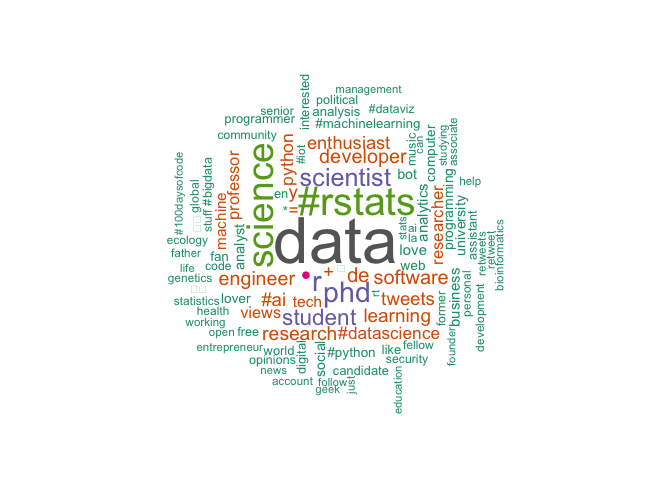 management
political
senior
interested
analysis
#dataviz
programmer
#machinelearning
community
enthusiast
developer
#iot
python
music
can
computer
studying
associate
#100daysofcode
global
stuff
#bigdata
machine
professor
science
scientist
bot
en
y
#rstats
* =
analytics
researcher
programming
university
help
ecology
father
fan
analyst
data
stats
ai
la
love
assistant
retweets
retweet
bioinformatics
life
code
genetics
engineer
•
r
+
de
software
web
statistics
lover
#ai
tech
phd
tweets
former
business
personal
development
health
views
student
learning
working
open
free
research
#datascience
founder
entrepreneur
world
opinions
digital
social
#python
like
fellow
security
news
candidate
account
follow
geek
just
education